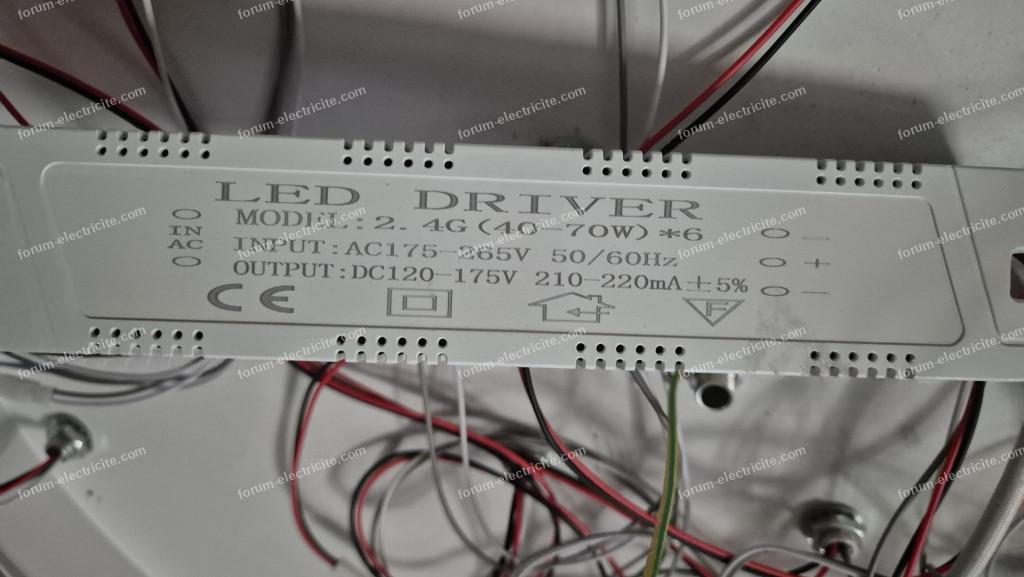 LED DRIVER
MODEL:2.4G(40-70W)*6
INPUT:AC175-265V 50/60Hz
OUTPUT:DC120-175V 210-220mA±5%
IN
AC
—
+
—
CE
F
forum-electricite.com